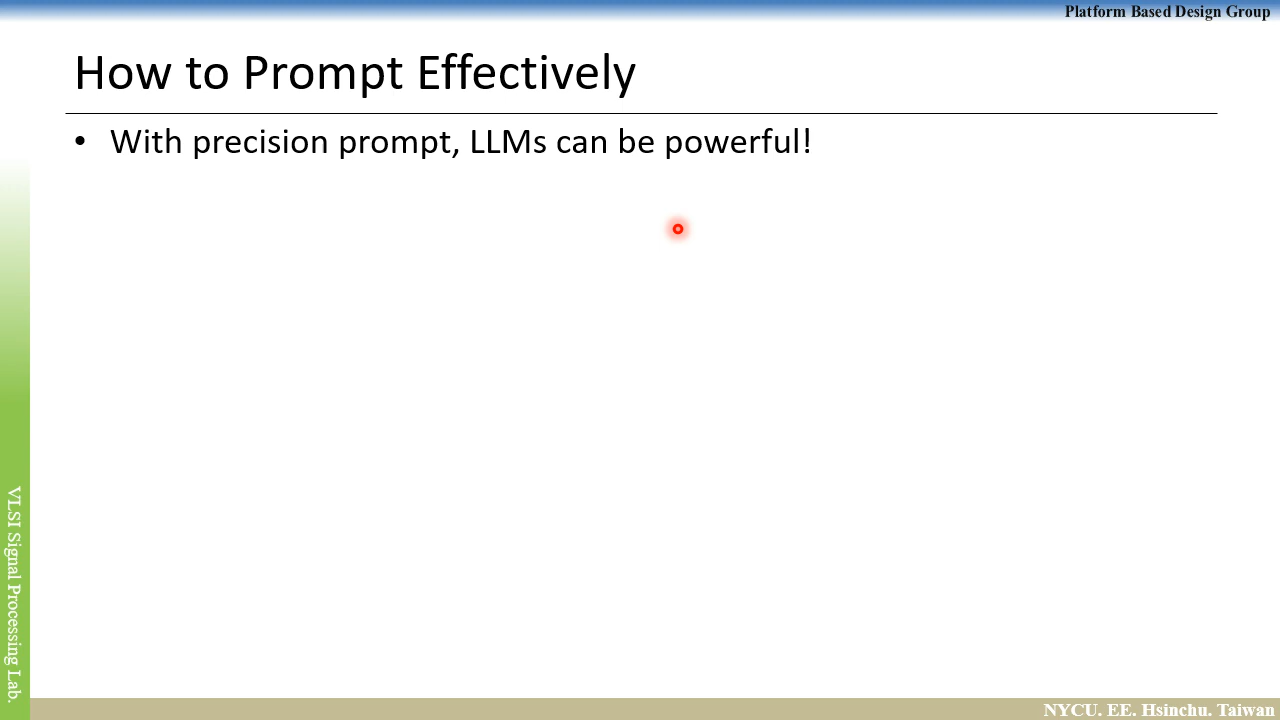 Platform Based Design Group
How to Prompt Effectively
• With precision prompt, LLMs can be powerful!
VLSI Signal Processing Lab.
NYCU. EE. Hsinchu. Taiwan